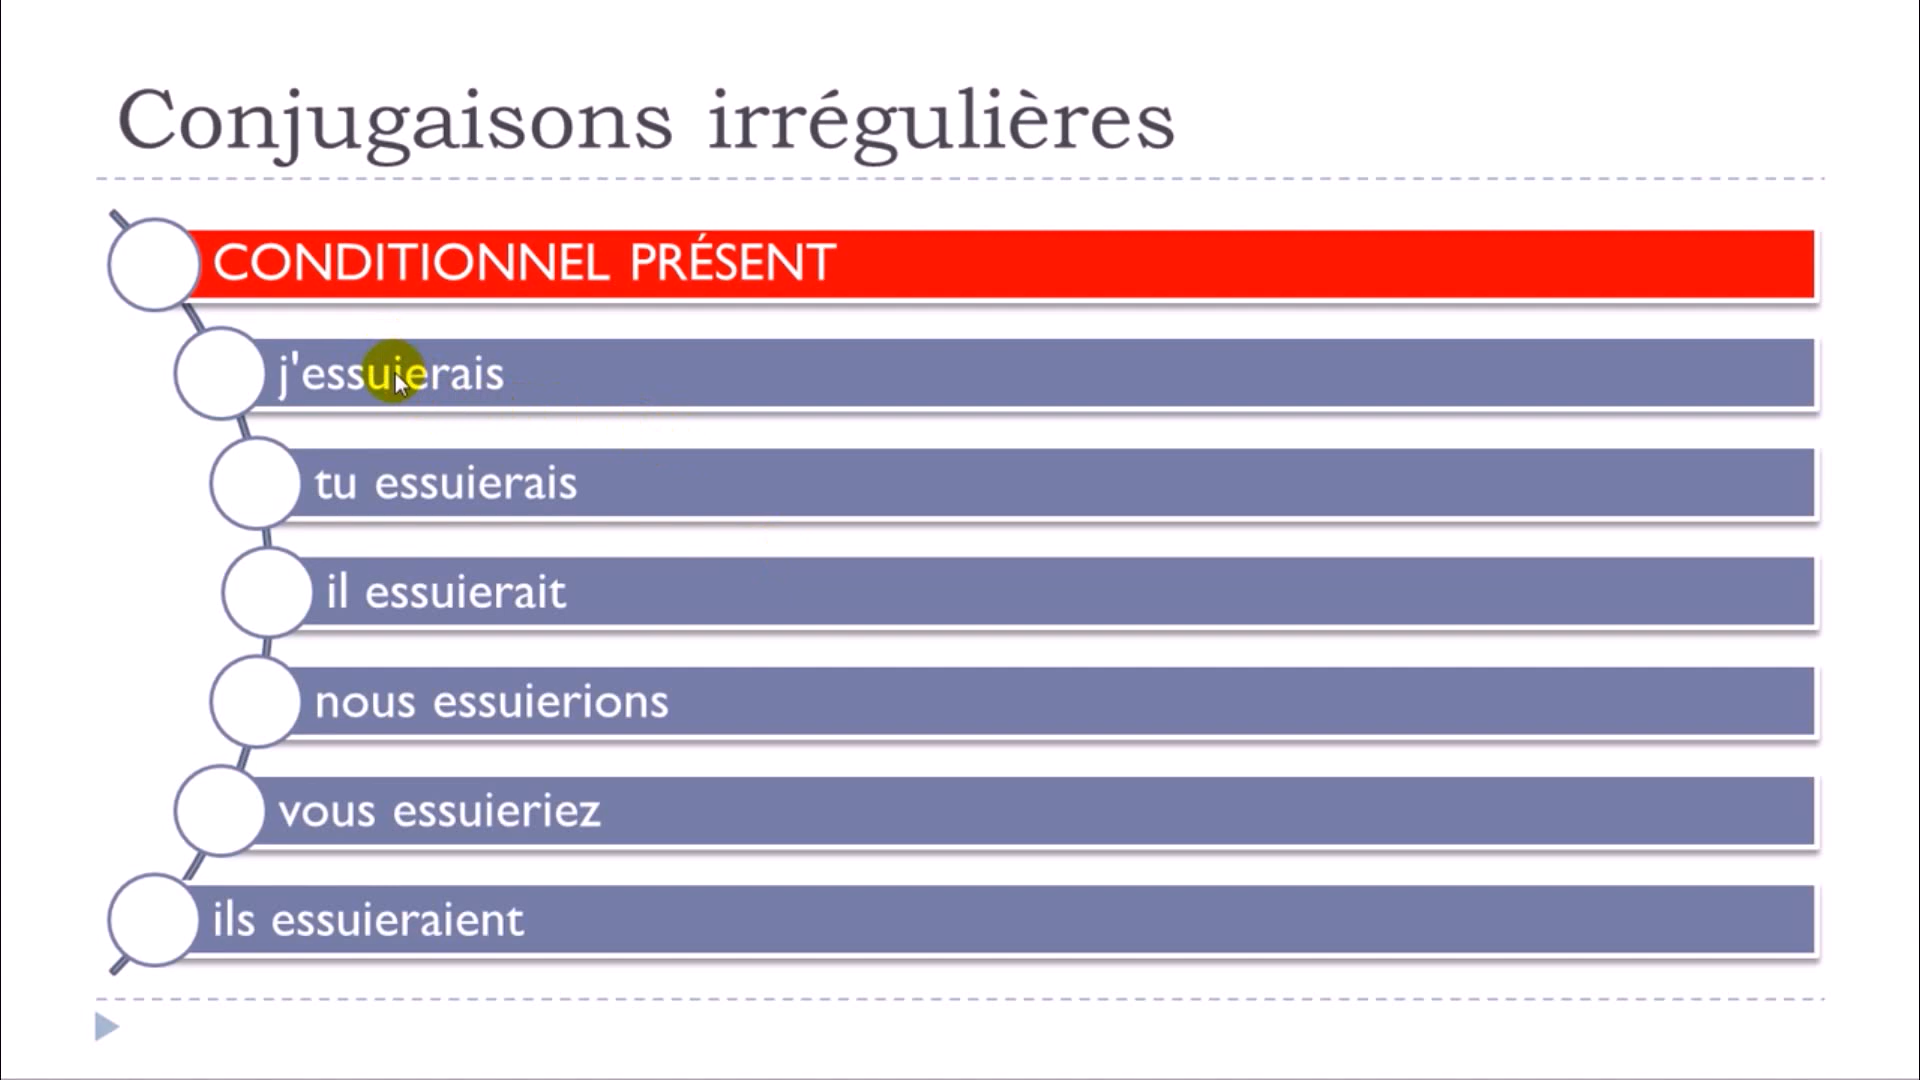 Conjugaisons irrégulières
CONDITIONNEL PRÉSENT
j'essuierais
tu essuierais
il essuierait
nous essuierions
vous essuieriez
ils essuieraient